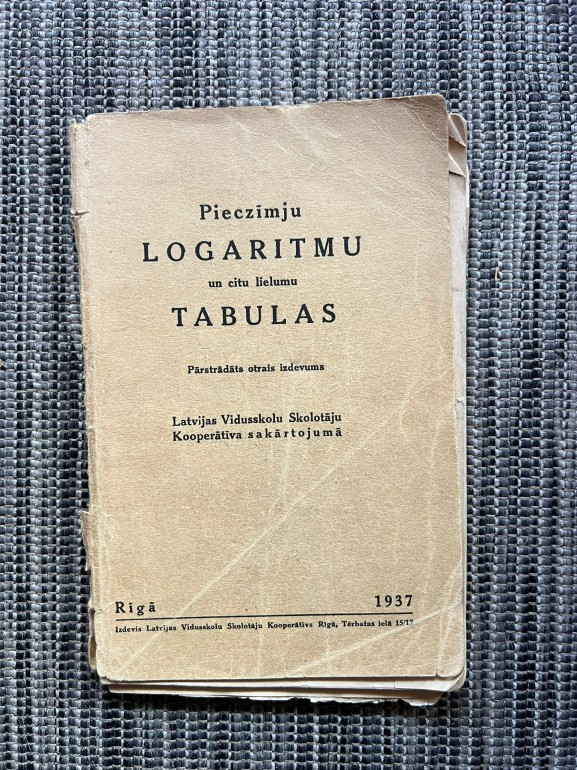 Pieczīmju
LOGARITMU
un citu lielumu
TABULAS
Pārstrādāts otrais izdevums
Latvijas Vidusskolu Skolotāju
Kooperātīva sakārtojumā
Rīgā 1937
Izdevis Latvijas Vidusskolu Skolotāju Kooperātīvs Rīgā, Tērbatas ielā 15/17